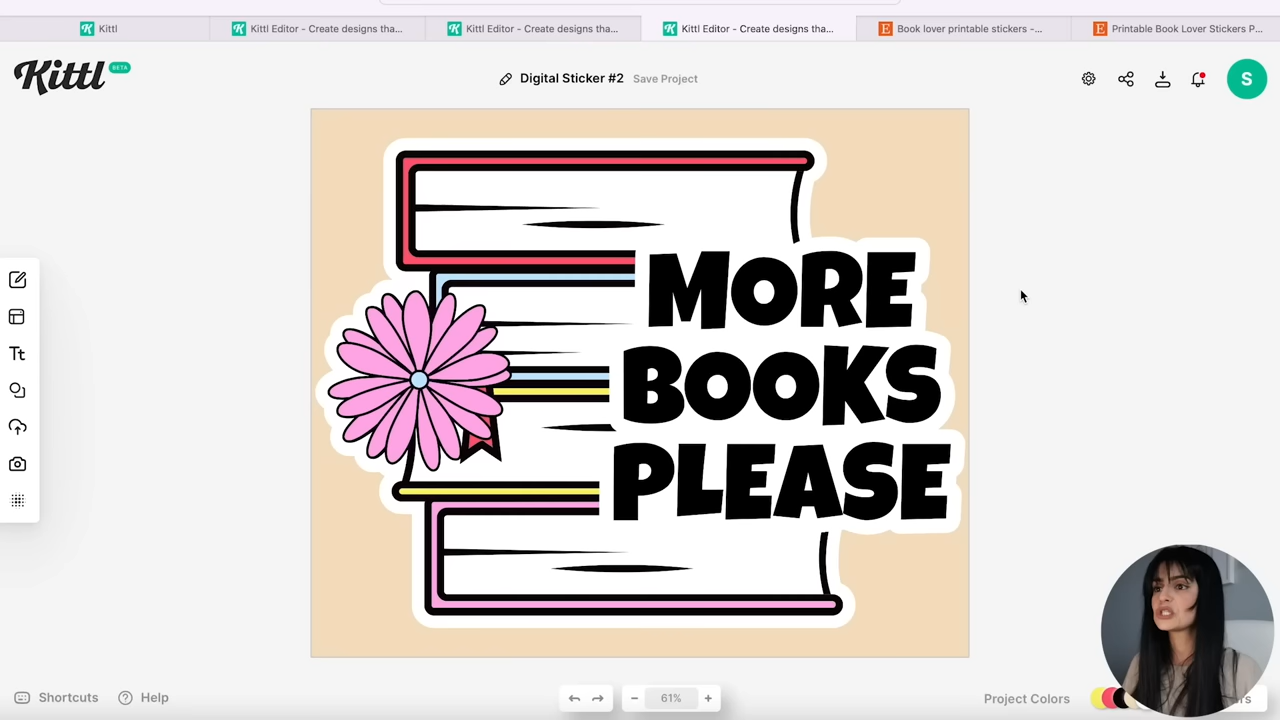 Kittl
Kittl Editor - Create designs tha...
Kittl Editor - Create designs tha...
Kittl Editor - Create designs tha...
Book lover printable stickers -...
Printable Book Lover Stickers P...
Kittl BETA
Digital Sticker #2 Save Project
S
MORE
BOOKS
PLEASE
Tt
Shortcuts
Help
61%
Project Colors